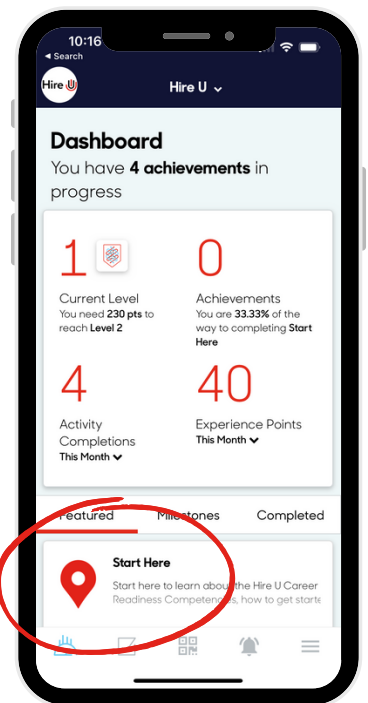 10:16
◀ Search
Hire U
Hire U
Dashboard
You have 4 achievements in
progress
1
0
Current Level
You need 230 pts to
reach Level 2
Achievements
You are 33.33% of the
way to completing Start
Here
4
40
Activity
Completions
This Month
Experience Points
This Month
Featured
Milestones
Completed
Start Here
Start here to learn about the Hire U Career
Readiness Competencies, how to get starte